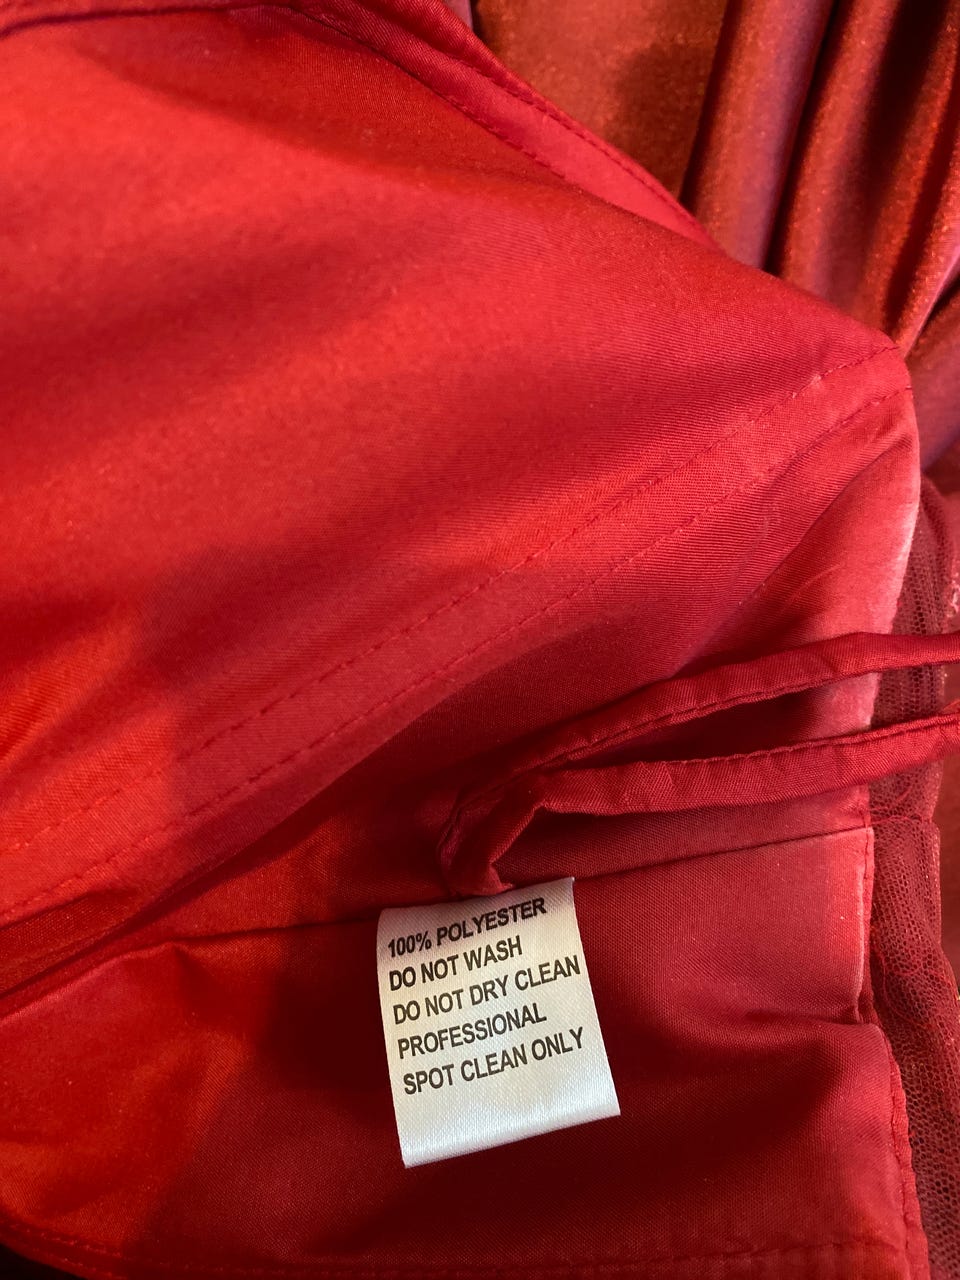 100% POLYESTER
DO NOT WASH
DO NOT DRY CLEAN
PROFESSIONAL
SPOT CLEAN ONLY